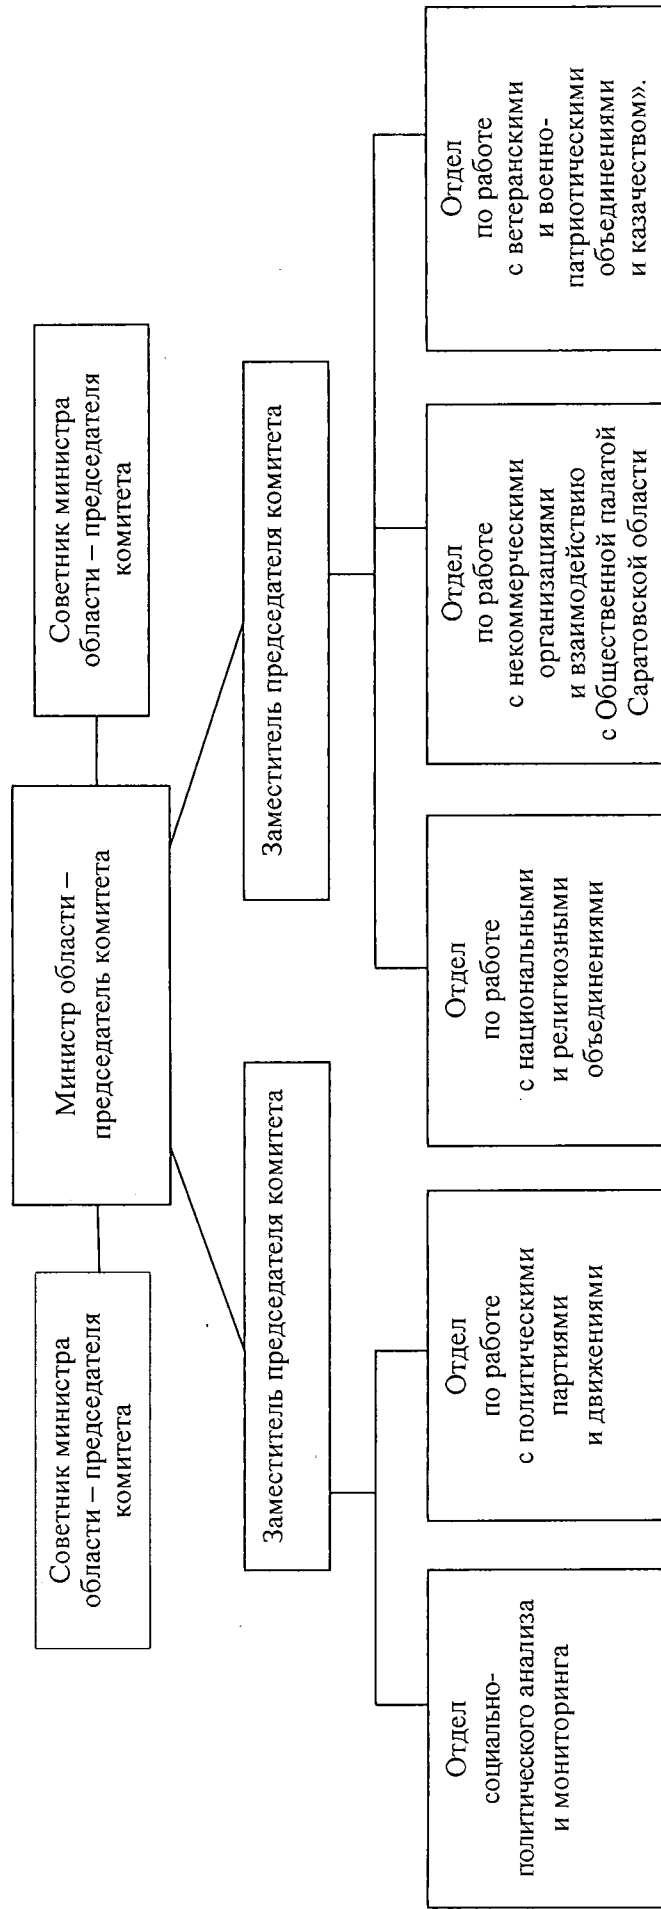 Министр области –
председатель комитета
Советник министра
области – председателя
комитета
Советник министра
области – председателя
комитета
Заместитель председателя комитета
Заместитель председателя комитета
Отдел
социально-
политического анализа
и мониторинга
Отдел
по работе
с политическими
партиями
и движениями
Отдел
по работе
с национальными
и религиозными
объединениями
Отдел
по работе
с некоммерческими
организациями
и взаимодействию
с Общественной палатой
Саратовской области
Отдел
по работе
с ветеранскими
и военно-
патриотическими
объединениями
и казачеством».